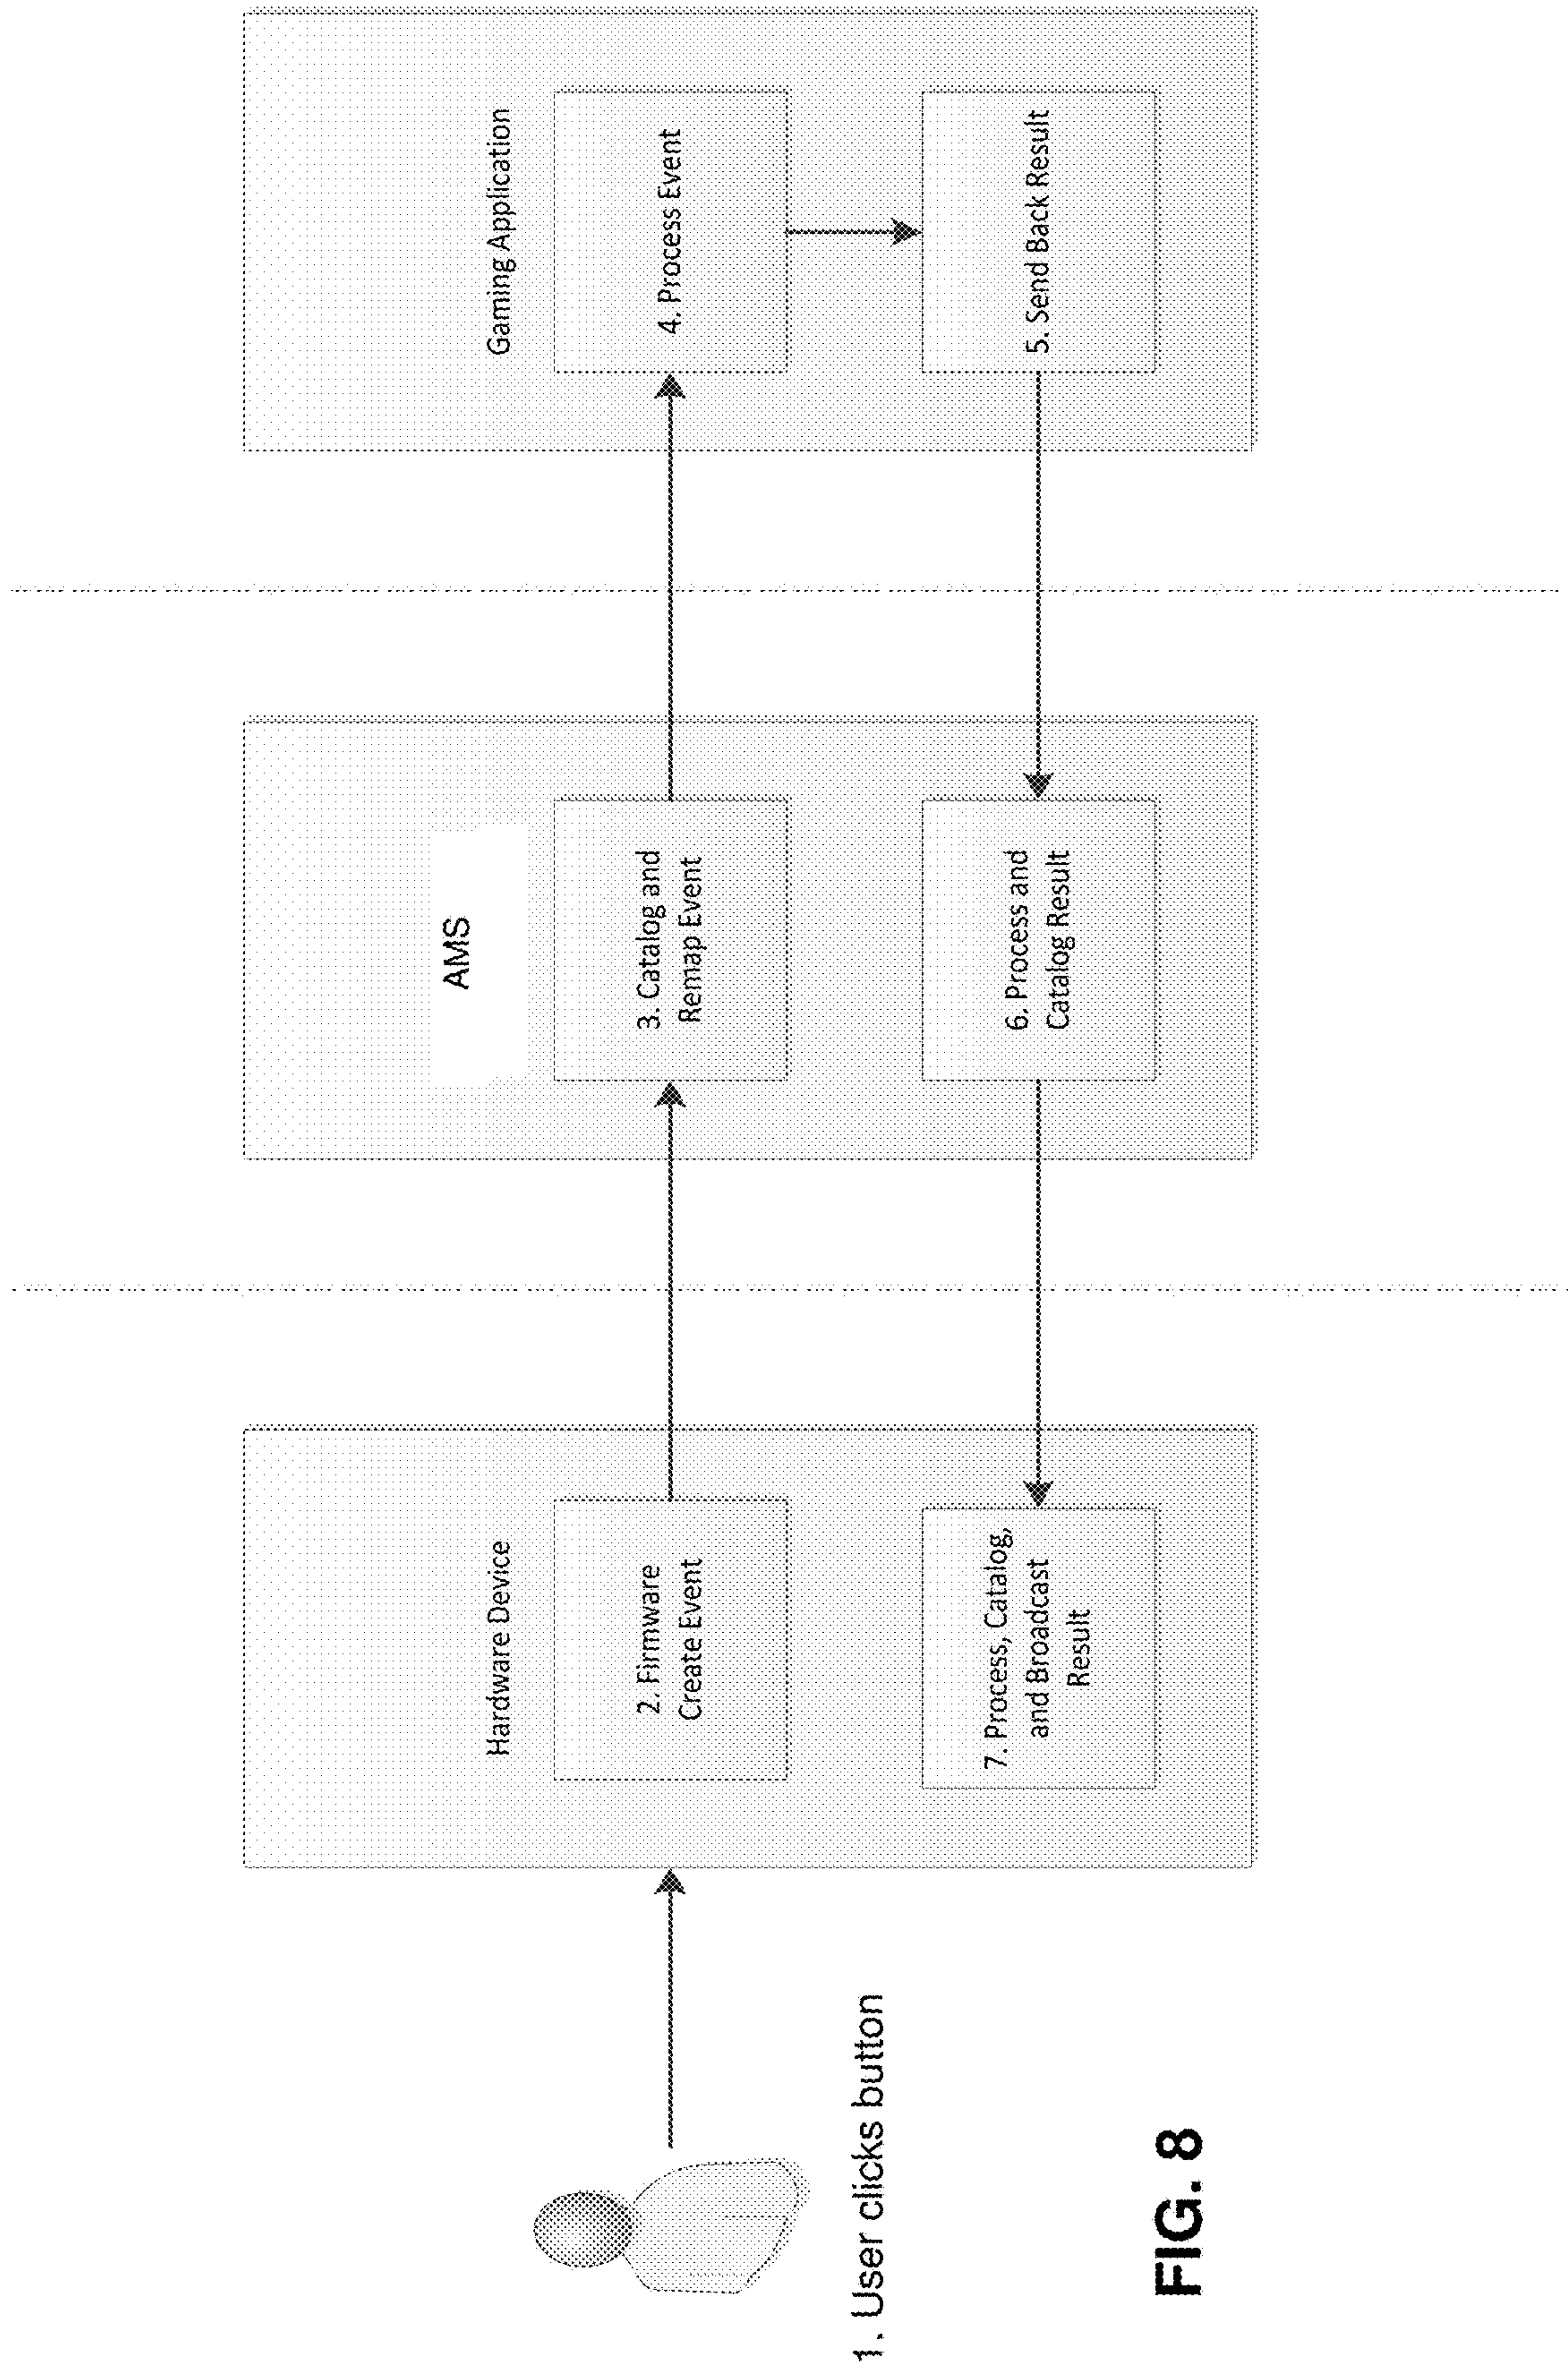 1. User clicks button
Hardware Device
2. Firmware
Create Event
AMS
3. Catalog and
Remap Event
Gaming Application
4. Process Event
5. Send Back Result
6. Process and
Catalog Result
7. Process, Catalog,
and Broadcast
Result
FIG. 8